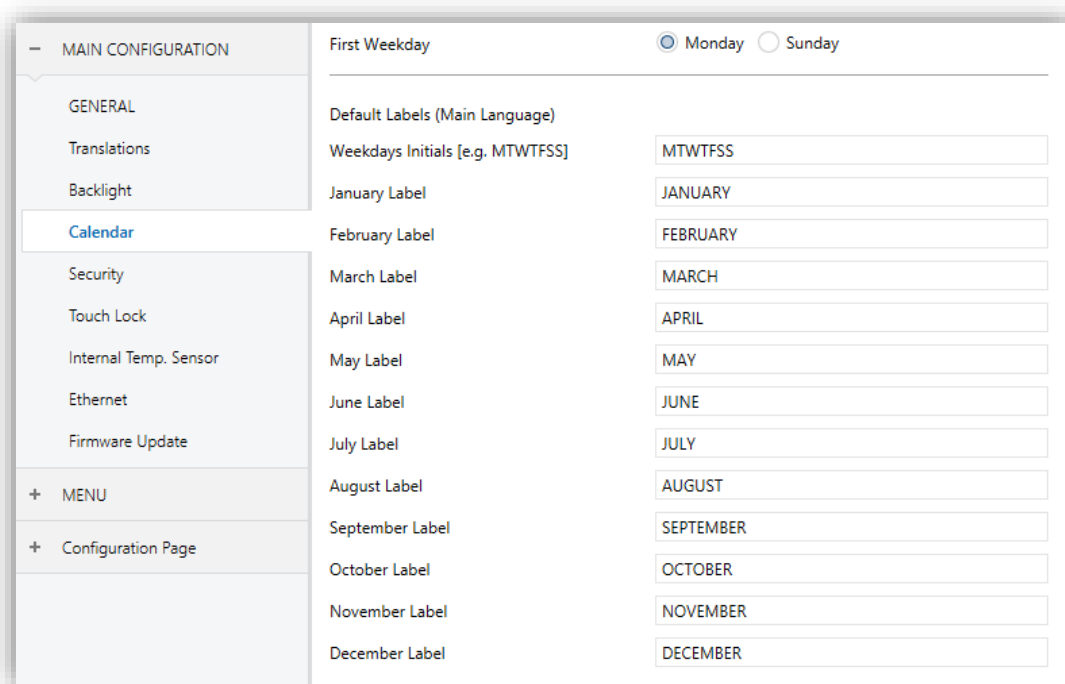 MAIN CONFIGURATION
GENERAL
Translations
Backlight
Calendar
Security
Touch Lock
Internal Temp. Sensor
Ethernet
Firmware Update
MENU
Configuration Page
First Weekday Monday Sunday
Default Labels (Main Language)
Weekdays Initials [e.g. MTWTFSS] MTWTFSS
January Label JANUARY
February Label FEBRUARY
March Label MARCH
April Label APRIL
May Label MAY
June Label JUNE
July Label JULY
August Label AUGUST
September Label SEPTEMBER
October Label OCTOBER
November Label NOVEMBER
December Label DECEMBER